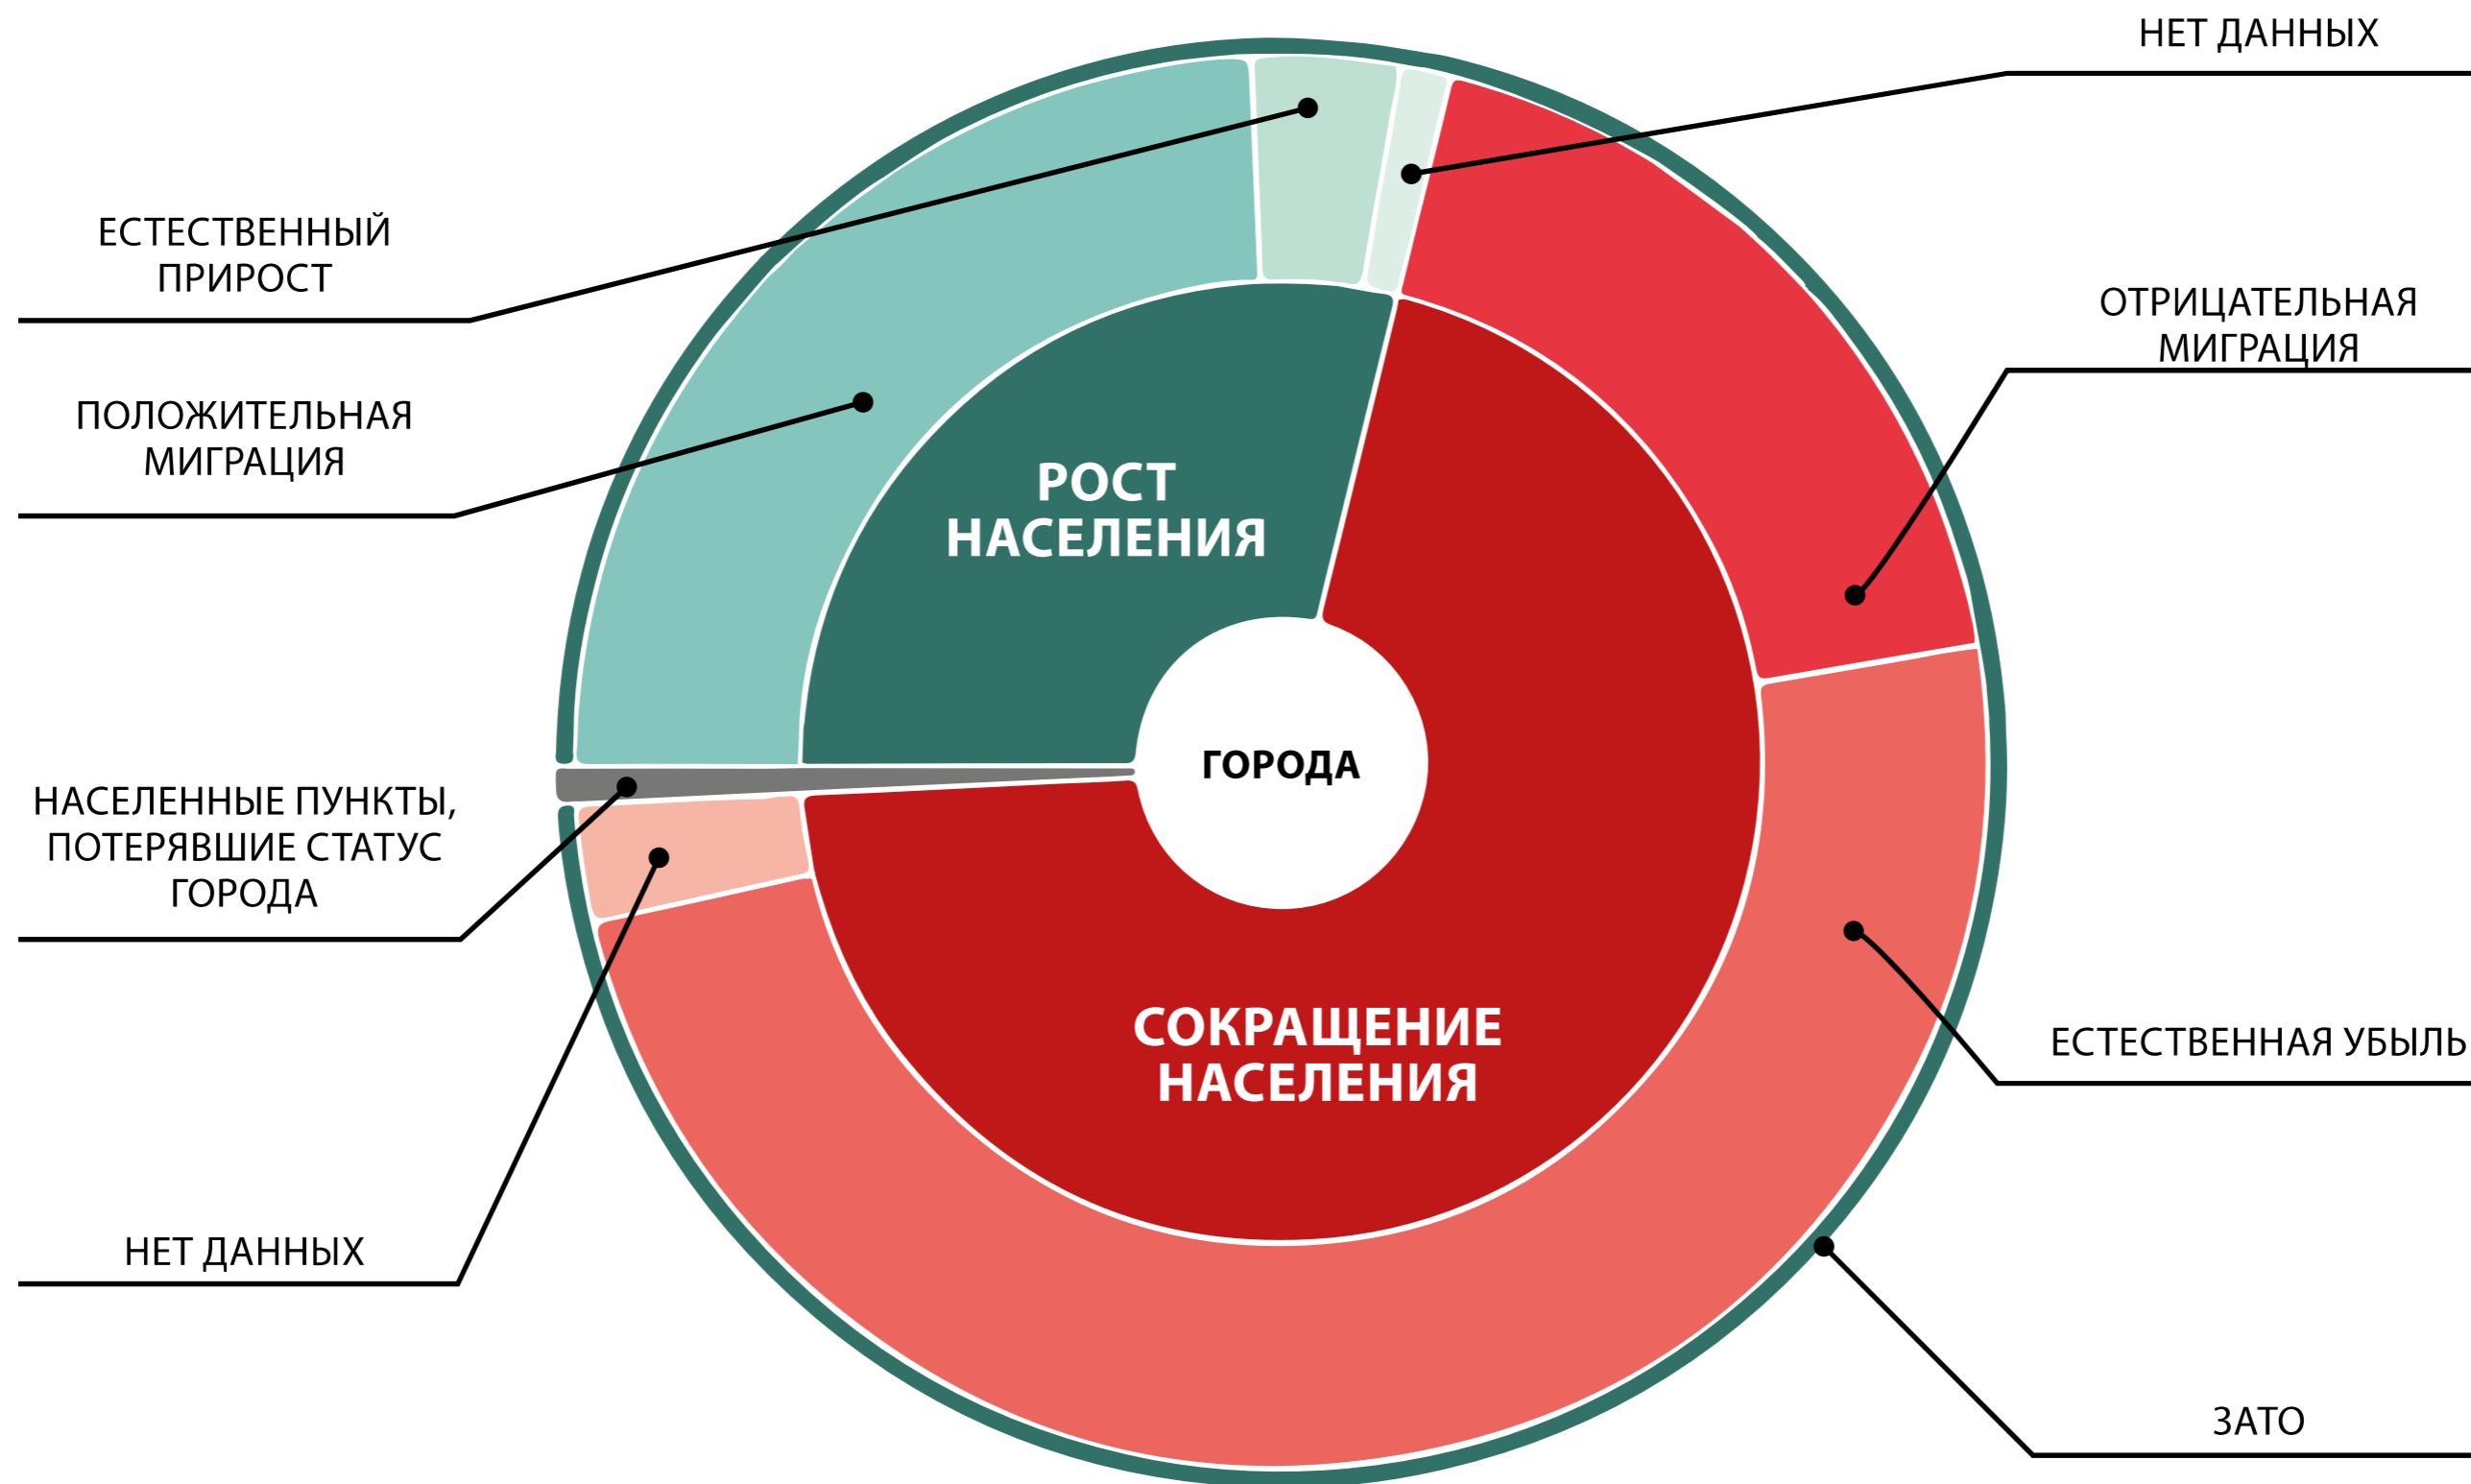 НЕТ ДАННЫХ
ЕСТЕСТВЕННЫЙ
ПРИРОСТ
ОТРИЦАТЕЛЬНАЯ
МИГРАЦИЯ
ПОЛОЖИТЕЛЬНАЯ
МИГРАЦИЯ
РОСТ
НАСЕЛЕНИЯ
ГОРОДА
НАСЕЛЕННЫЕ ПУНКТЫ,
ПОТЕРЯВШИЕ СТАТУС
ГОРОДА
СОКРАЩЕНИЕ
НАСЕЛЕНИЯ
ЕСТЕСТВЕННАЯ УБЫЛЬ
НЕТ ДАННЫХ
ЗАТО